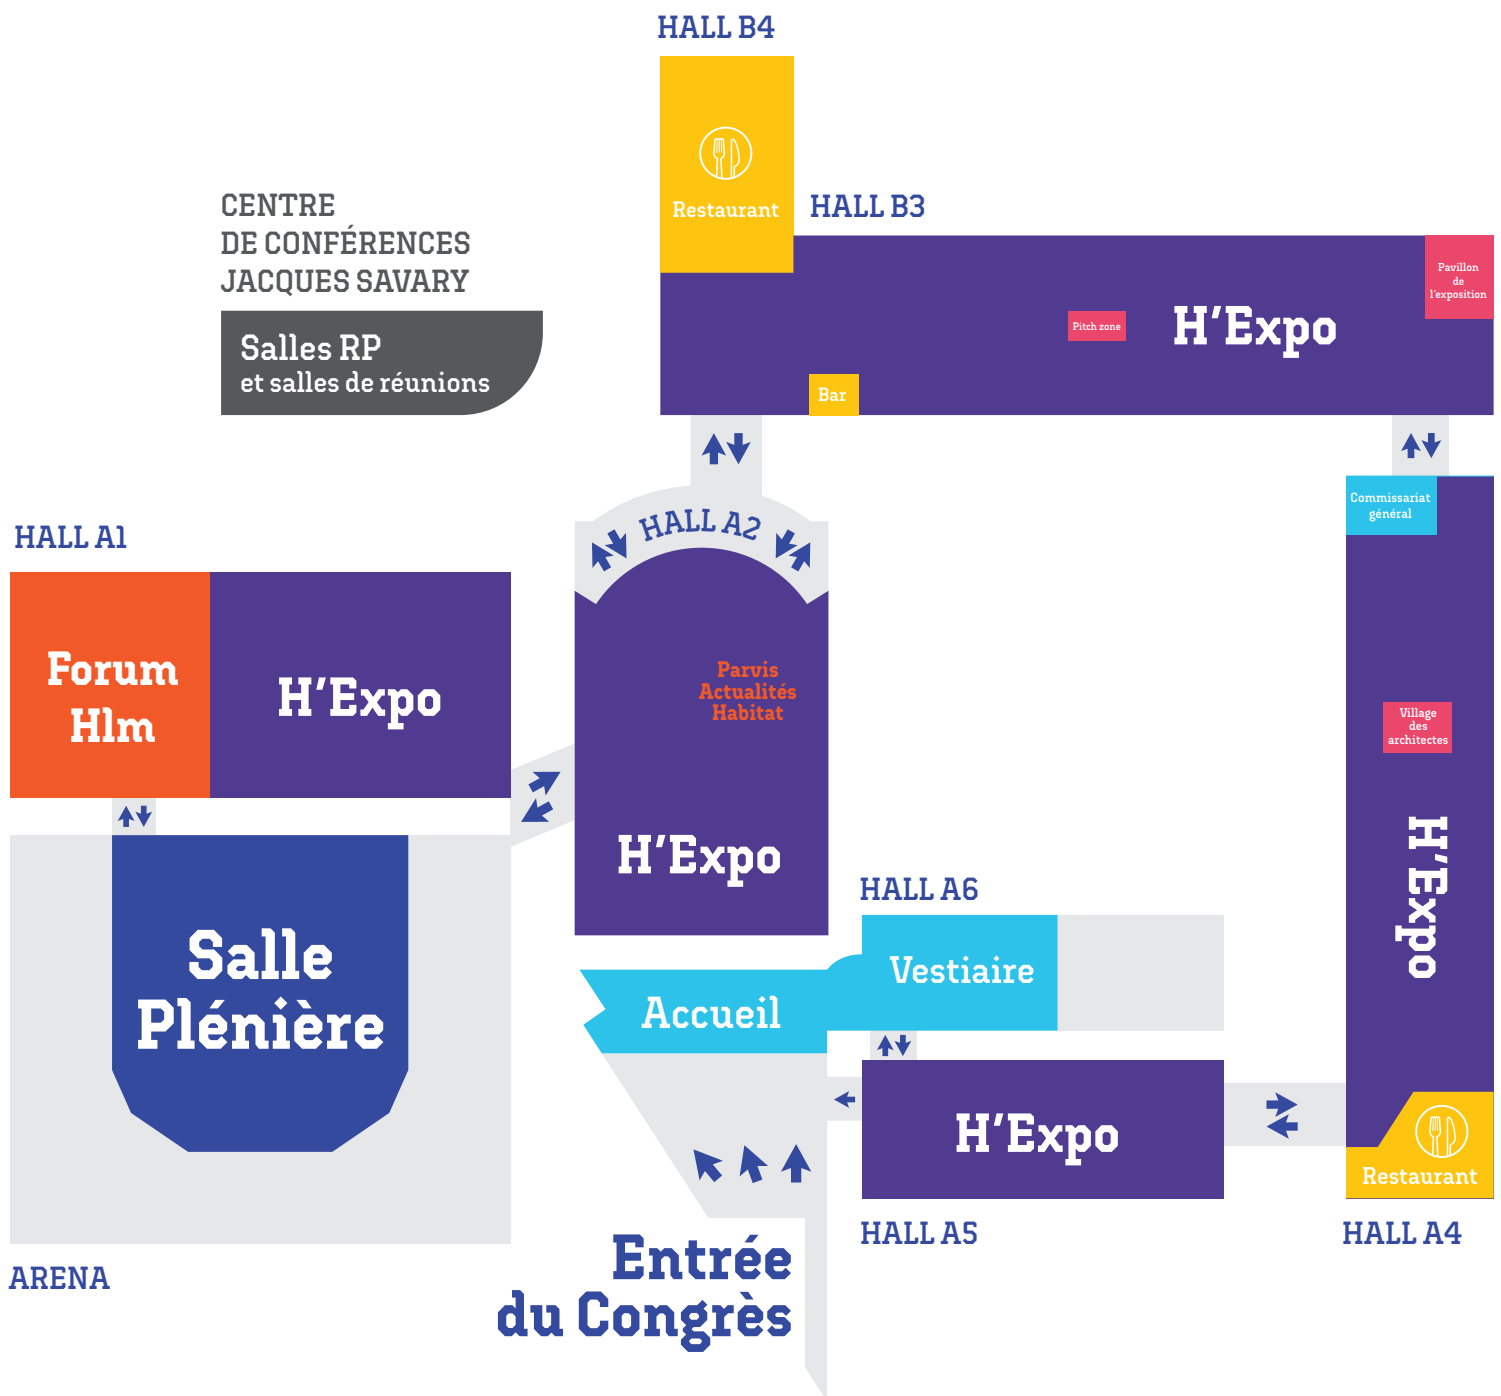 HALL B4
Restaurant
HALL B3
Pavillon
de
l'exposition
Pitch zone
H'Expo
Bar
CENTRE
DE CONFÉRENCES
JACQUES SAVARY
Salles RP
et salles de réunions
HALL A2
Commissariat
général
HALL A1
Forum
Hlm
H'Expo
Parvis
Actualités
Habitat
H'Expo
Village
des
architectes
H'Expo
Salle
Plénière
HALL A6
Vestiaire
Accueil
H'Expo
Restaurant
HALL A5
HALL A4
ARENA
Entrée
du Congrès